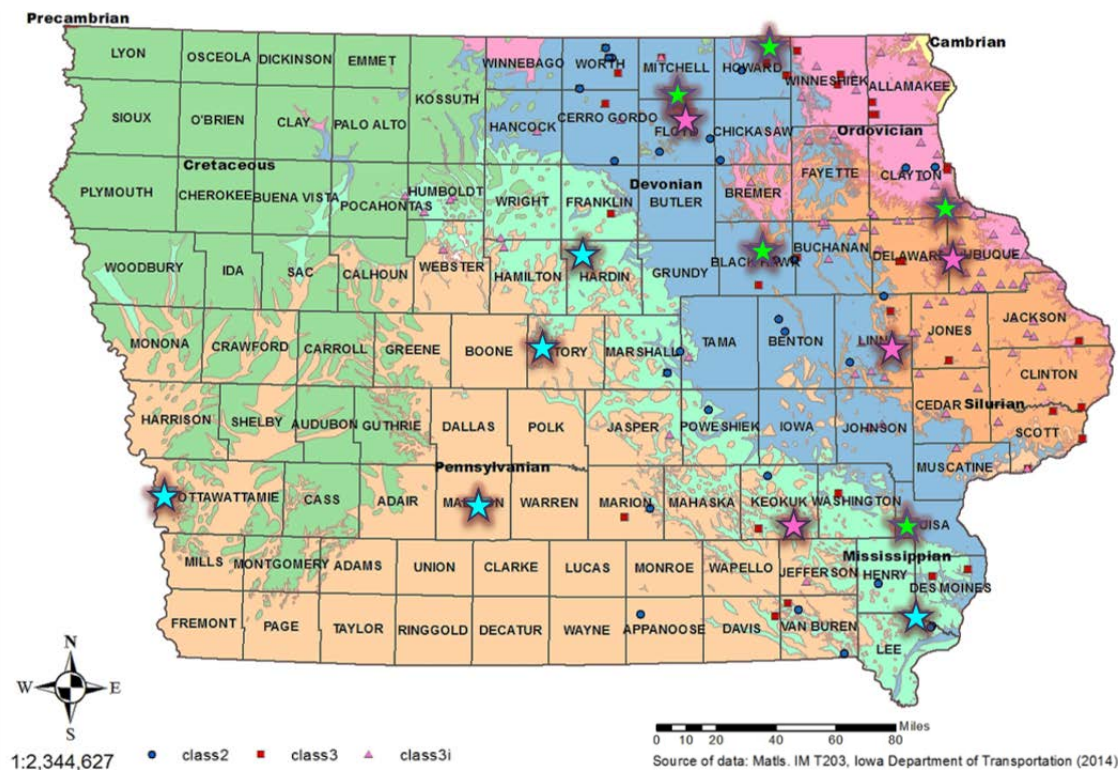 Precambrian
Cambrian
LYON OSCEOLA DICKINSON EMMET WINNEBAGO WORTH MITCHELL HOWARD WINNESHIEK ALLAMAKEE
KOSSUTH
SIOUX O'BRIEN CLAY PALO ALTO HANCOCK CERRO GORDO FLOYD CHICKASAW
Ordovician
Cretaceous
PLYMOUTH CHEROKEE BUENA VISTA POCAHONTAS HUMBOLDT WRIGHT FRANKLIN BUTLER BREMER FAYETTE CLAYTON
Devonian
WOODBURY IDA SAC CALHOUN WEBSTER HAMILTON HARDIN GRUNDY BLACK HAWK BUCHANAN DELAWARE DUBUQUE
MONONA CRAWFORD CARROLL GREENE BOONE STORY MARSHALL TAMA BENTON LINN JONES JACKSON
CLINTON
HARRISON SHELBY AUDUBON GUTHRIE DALLAS POLK JASPER POWESHIEK IOWA JOHNSON CEDAR
Silurian
SCOTT
MUSCATINE
Pennsylvanian
OTTAWATTAMIE CASS ADAIR WARREN MARION MAHASKA KEOKUK WASHINGTON UISA
Mississippian
MILLS MONTGOMERY ADAMS UNION CLARKE LUCAS MONROE WAPELLO JEFFERSON HENRY DES MOINES
FREMONT PAGE TAYLOR RINGGOLD DECATUR WAYNE APPANOOSE DAVIS VAN BUREN LEE
N
W E
S
Miles
0 10 20 40 60 80
1:2,344,627 class2 class3 class3i
Source of data: Matls. IM T203, Iowa Department of Transportation (2014)